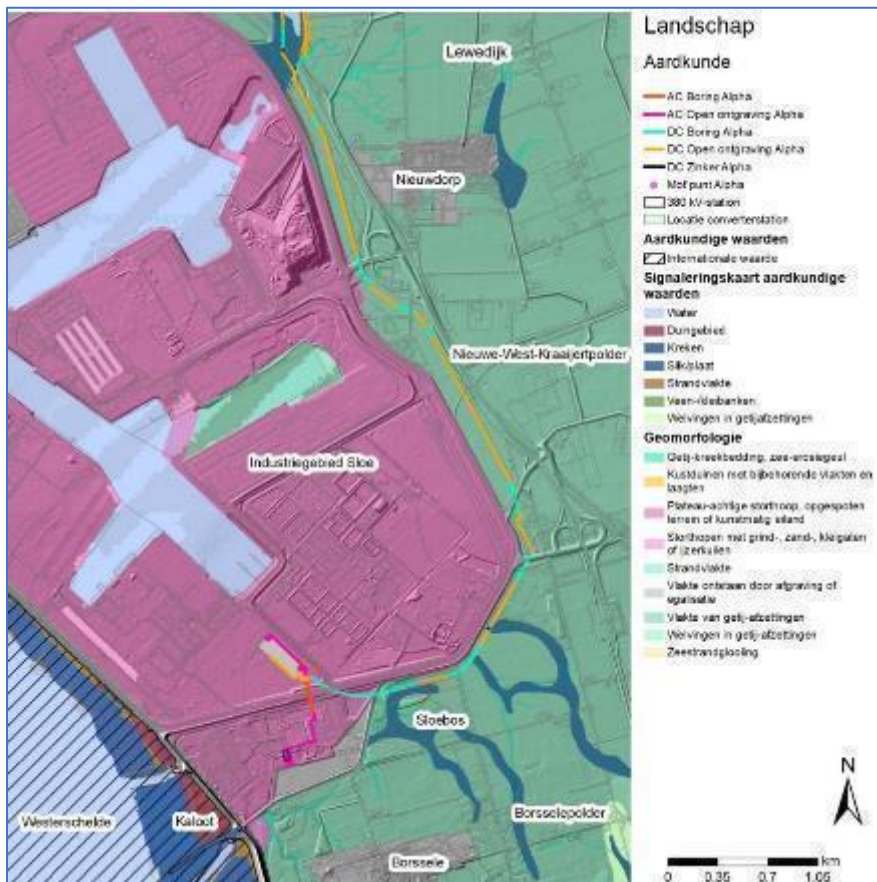 Landschap
Aardkunde
AC Boring Alpha
AC Open ontgraving Alpha
DC Boring Alpha
DC Open ontgraving Alpha
DC Zinker Alpha
Mof punt Alpha
380 kV-station
Locatie converterstation
Aardkundige waarden
Internationale waarde
Signaleringskaart aardkundige
waarden
Water
Duingebied
Kreken
Slik/plaat
Strandvlakte
Veen-/kleibanken
Welvingen in getijafzettingen
Geomorfologie
Getij-kreekbedding, zee-erosiegeul
Kustduinen met bijbehorende vlakten en
laagten
Plateau-achtige storthoop, opgespoten
terrein of kunstmatig eiland
Storthopen met grind-, zand-, kleigaten
of ijzerkuilen
Strandvlakte
Vlakte ontstaan door afgraving of
egalisatie
Vlakte van getij-afzettingen
Welvingen in getij-afzettingen
Zeestrandglooiing
N
km
0 0.35 0.7 1.05
Lewedijk
Nieuwdorp
Nieuwe-West-Kraaijertpolder
Industriegebied Sloe
Sloebos
Westerschelde
Kaloot
Borsselepolder
Borssele